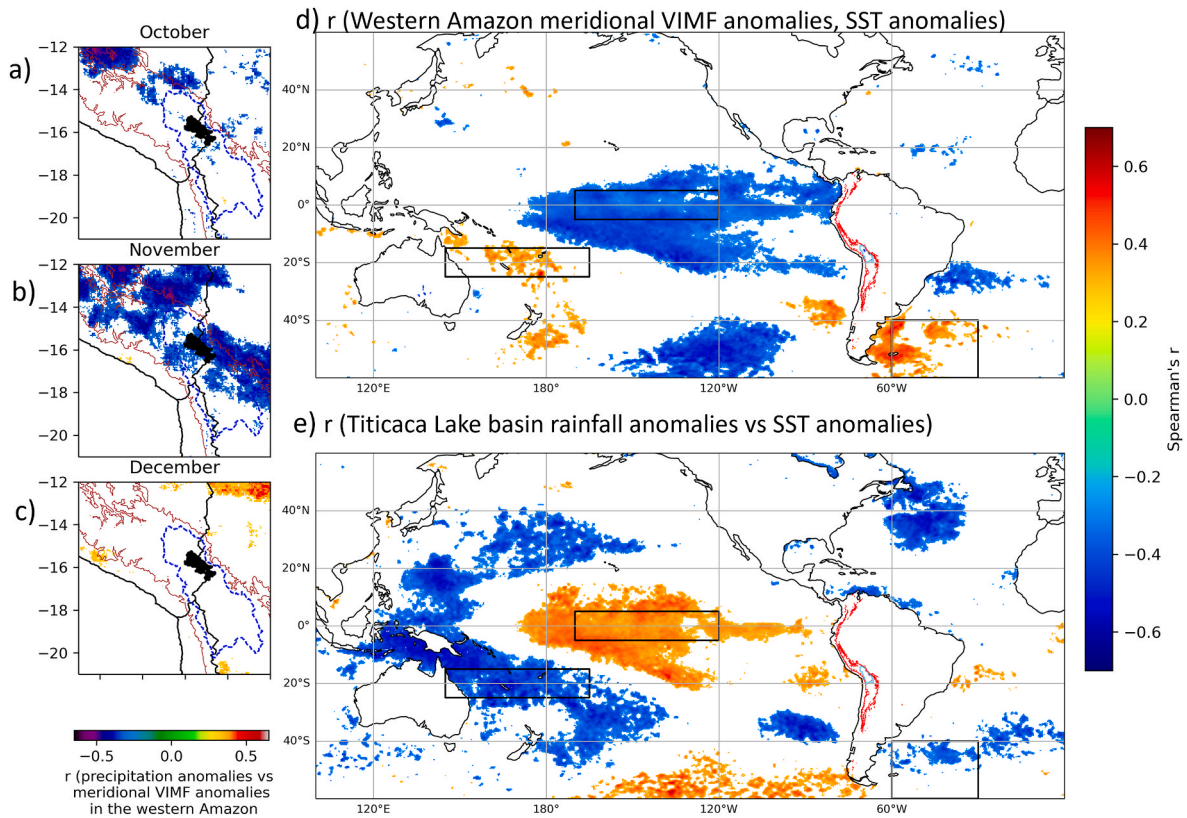 October
a)
−12
−14
−16
−18
−20
November
b)
−12
−14
−16
−18
−20
December
c)
−12
−14
−16
−18
−20
−0.5
0.0
0.5
r (precipitation anomalies vs
meridional VIMF anomalies
in the western Amazon
d) r (Western Amazon meridional VIMF anomalies, SST anomalies)
40°N
20°N
0°
20°S
40°S
120°E
180°
120°W
60°W
e) r (Titicaca Lake basin rainfall anomalies vs SST anomalies)
40°N
20°N
0°
20°S
40°S
120°E
180°
120°W
60°W
0.6
0.4
0.2
0.0
−0.2
−0.4
−0.6
Spearman's r